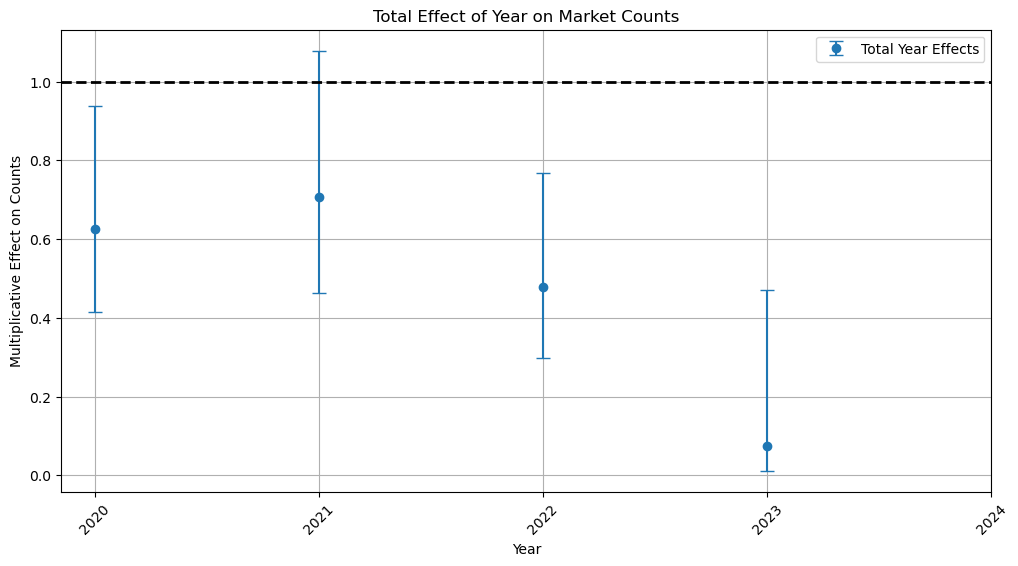 Total Effect of Year on Market Counts
Total Year Effects
Multiplicative Effect on Counts
1.0
0.8
0.6
0.4
0.2
0.0
2020
2021
2022
2023
2024
Year